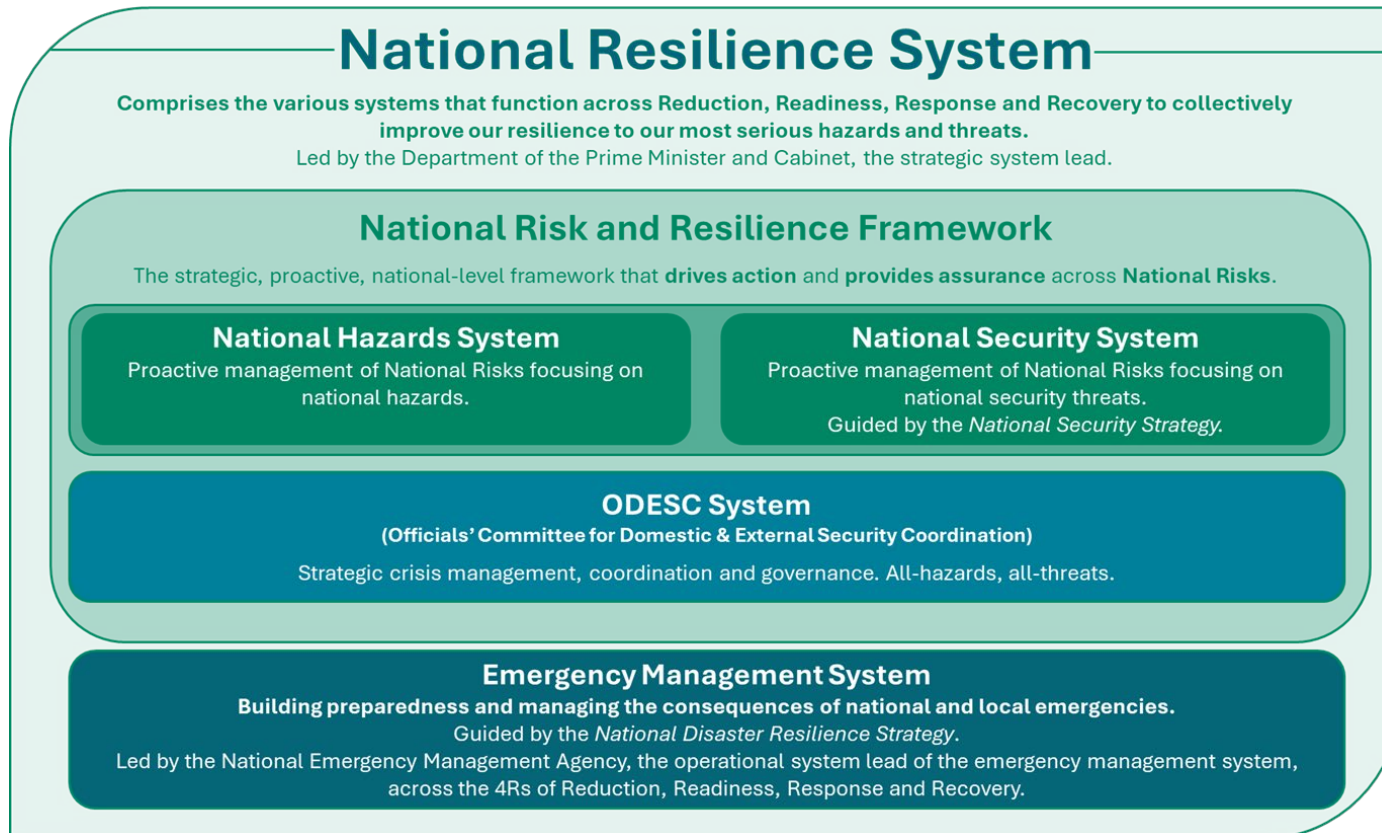 National Resilience System
Comprises the various systems that function across Reduction, Readiness, Response and Recovery to collectively
improve our resilience to our most serious hazards and threats.
Led by the Department of the Prime Minister and Cabinet, the strategic system lead.
National Risk and Resilience Framework
The strategic, proactive, national-level framework that drives action and provides assurance across National Risks.
National Hazards System
Proactive management of National Risks focusing on
national hazards.
National Security System
Proactive management of National Risks focusing on
national security threats.
Guided by the National Security Strategy.
ODESC System
(Officials' Committee for Domestic & External Security Coordination)
Strategic crisis management, coordination and governance. All-hazards, all-threats.
Emergency Management System
Building preparedness and managing the consequences of national and local emergencies.
Guided by the National Disaster Resilience Strategy.
Led by the National Emergency Management Agency, the operational system lead of the emergency management system,
across the 4Rs of Reduction, Readiness, Response and Recovery.